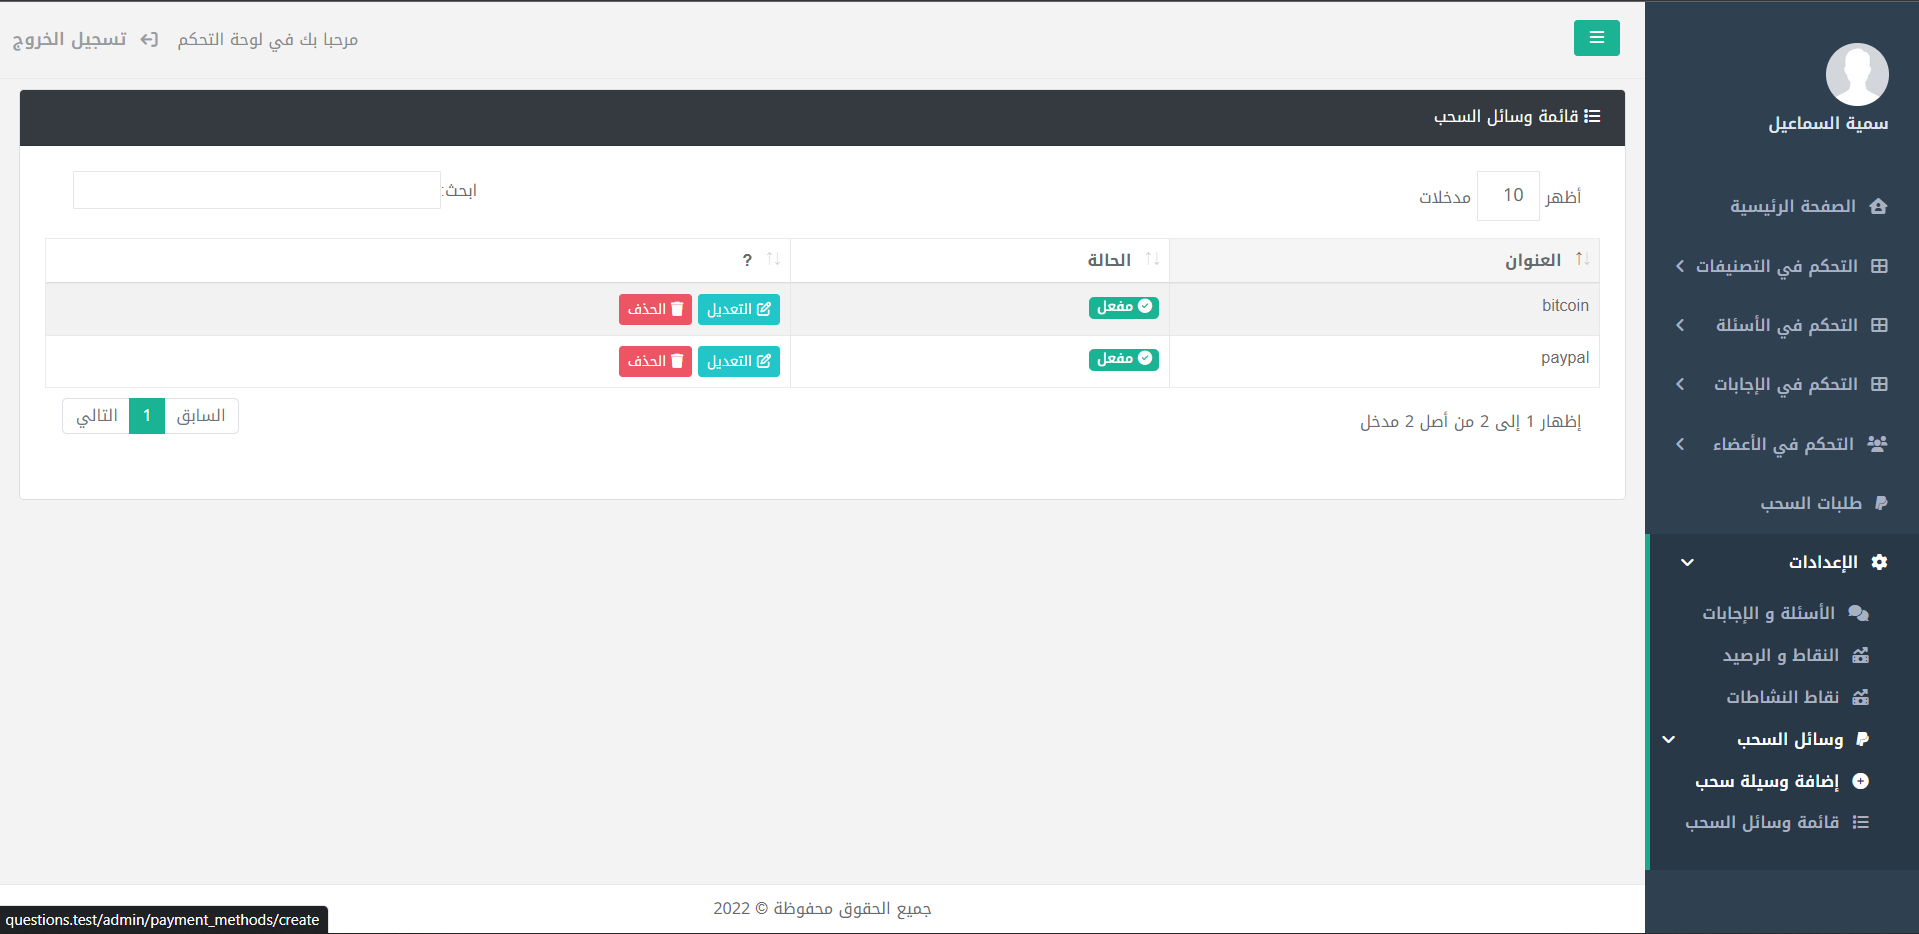 مرحبا بك في لوحة التحكم
تسجيل الخروج
سمية السماعيل
الصفحة الرئيسية
التحكم في التصنيفات
التحكم في الأسئلة
التحكم في الإجابات
التحكم في الأعضاء
طلبات السحب
الإعدادات
الأسئلة و الإجابات
النقاط و الرصيد
نقاط النشاطات
وسائل السحب
إضافة وسيلة سحب
قائمة وسائل السحب
قائمة وسائل السحب
أظهر 10 مدخلات
ابحث:
العنوان الحالة ?
bitcoin مفعل التعديل الحذف
paypal مفعل التعديل الحذف
إظهار 1 إلى 2 من أصل 2 مدخل
السابق 1 التالي
جميع الحقوق محفوظة © 2022
questions.test/admin/payment_methods/create